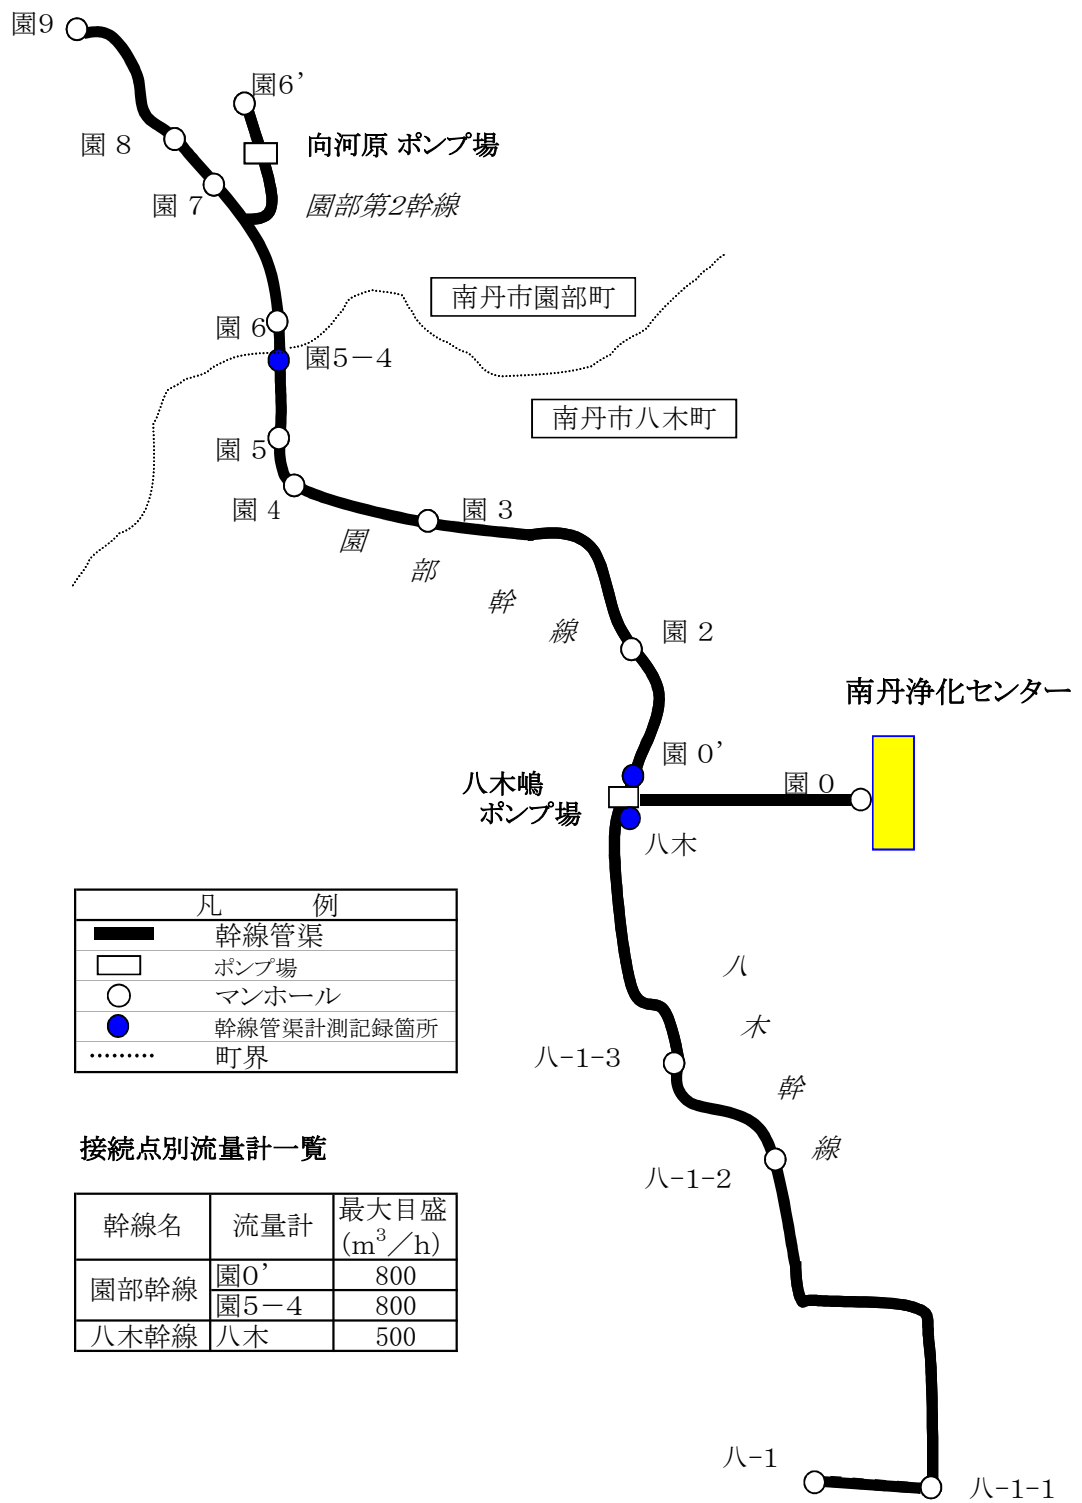 園9
園6’
園 8
向河原 ポンプ場
園 7
園部第2幹線
南丹市園部町
園 6
園5－4
南丹市八木町
園 5
園 4
園 3
園
部
幹
線
園 2
南丹浄化センター
園 0’
八木嶋
ポンプ場
園 0
八木
凡　例
幹線管渠
ポンプ場
マンホール
幹線管渠計測記録箇所
町界
八
木
幹
線
八-1-3
八-1-2
接続点別流量計一覧
幹線名 流量計 最大目盛
(m³／h)
園部幹線 園0’ 800
園5－4 800
八木幹線 八木 500
八-1
八-1-1